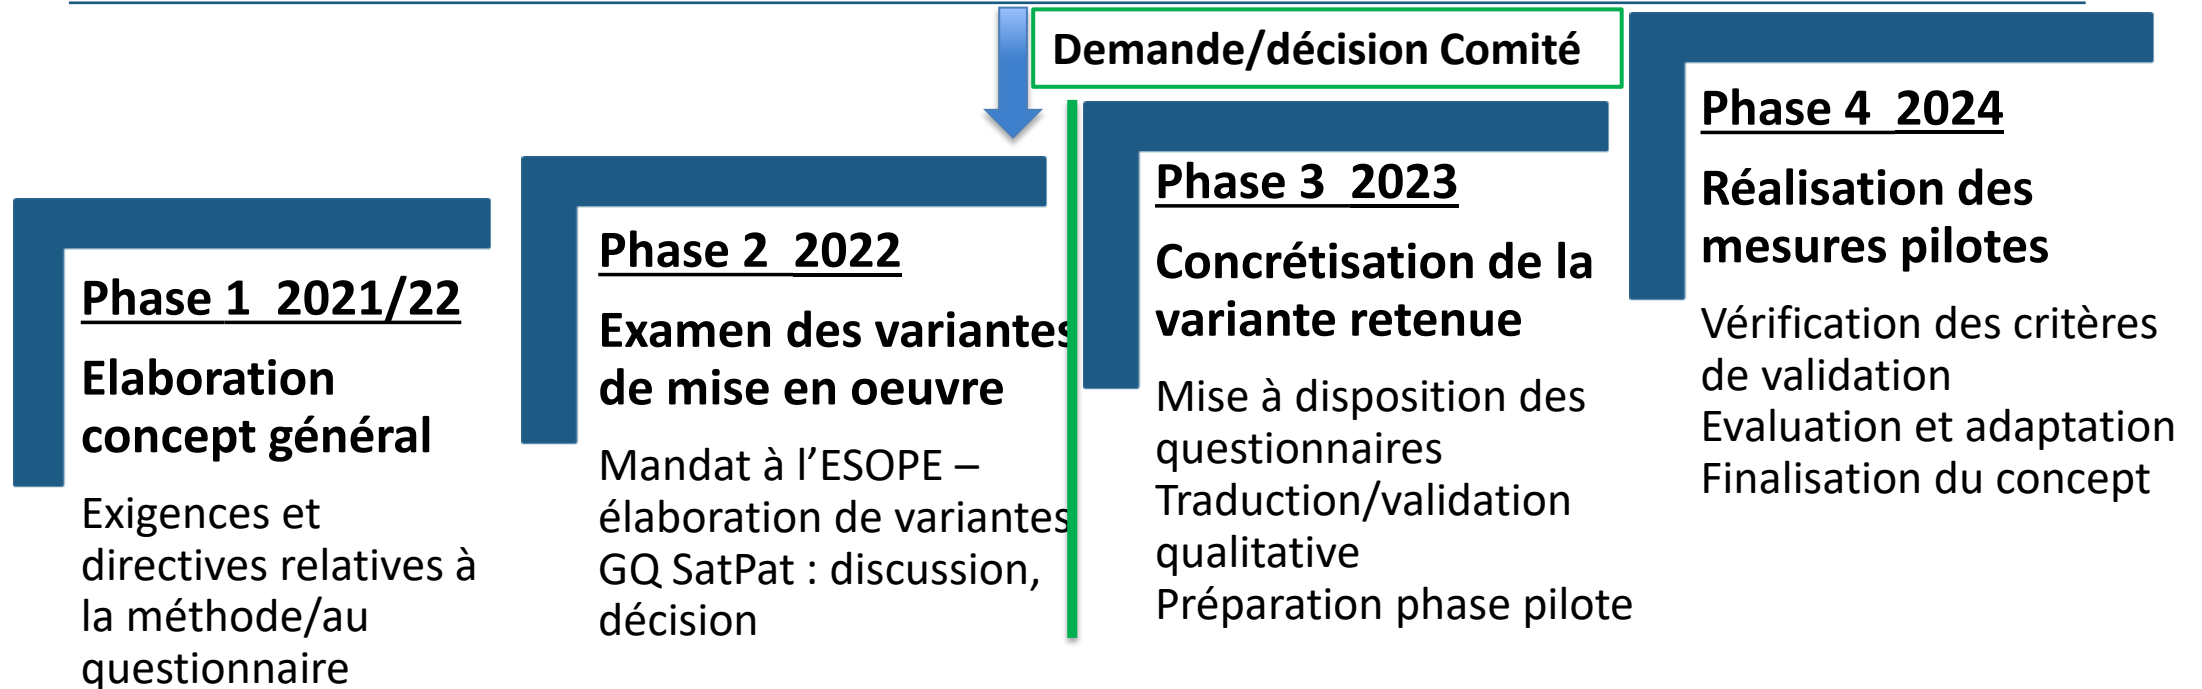 Demande/décision Comité
Phase 1  2021/22
Elaboration
concept général
Exigences et
directives relatives à
la méthode/au
questionnaire
Phase 2  2022
Examen des variantes
de mise en oeuvre
Mandat à l’ESOPE –
élaboration de variantes
GQ SatPat : discussion,
décision
Phase 3  2023
Concrétisation de la
variante retenue
Mise à disposition des
questionnaires
Traduction/validation
qualitative
Préparation phase pilote
Phase 4  2024
Réalisation des
mesures pilotes
Vérification des critères
de validation
Evaluation et adaptation
Finalisation du concept